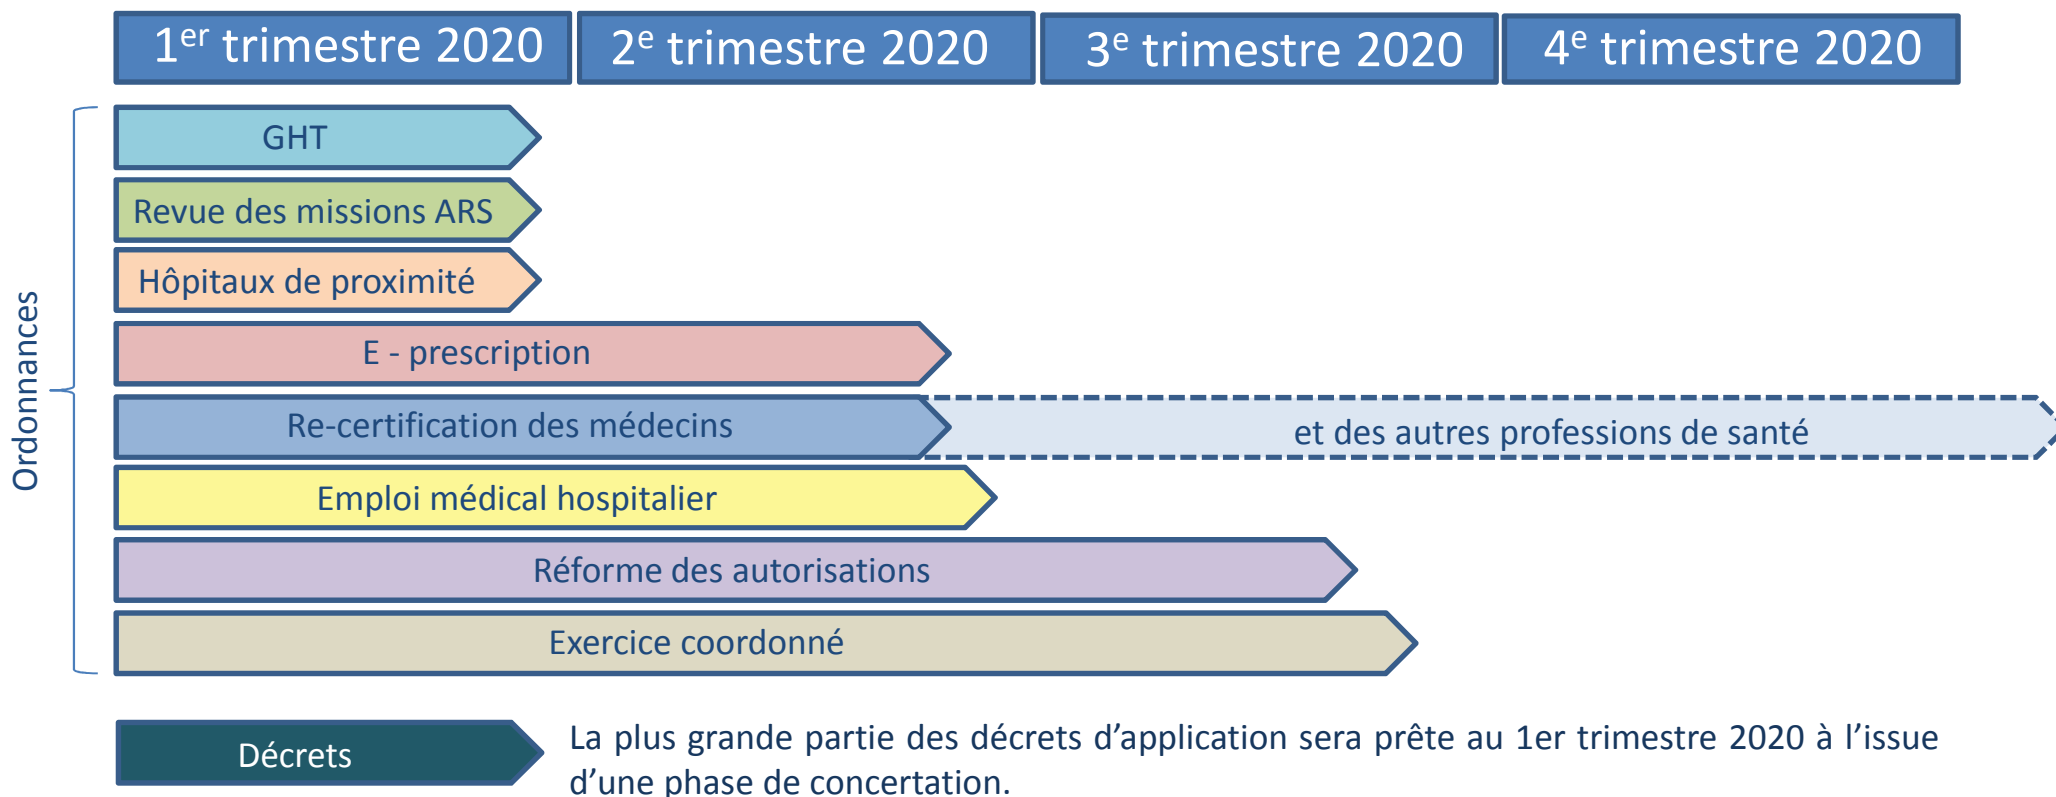 1er trimestre 2020
2e trimestre 2020
3e trimestre 2020
4e trimestre 2020
Ordonnances
GHT
Revue des missions ARS
Hôpitaux de proximité
E - prescription
Re-certification des médecins
et des autres professions de santé
Emploi médical hospitalier
Réforme des autorisations
Exercice coordonné
Décrets
La plus grande partie des décrets d’application sera prête au 1er trimestre 2020 à l’issue
d’une phase de concertation.